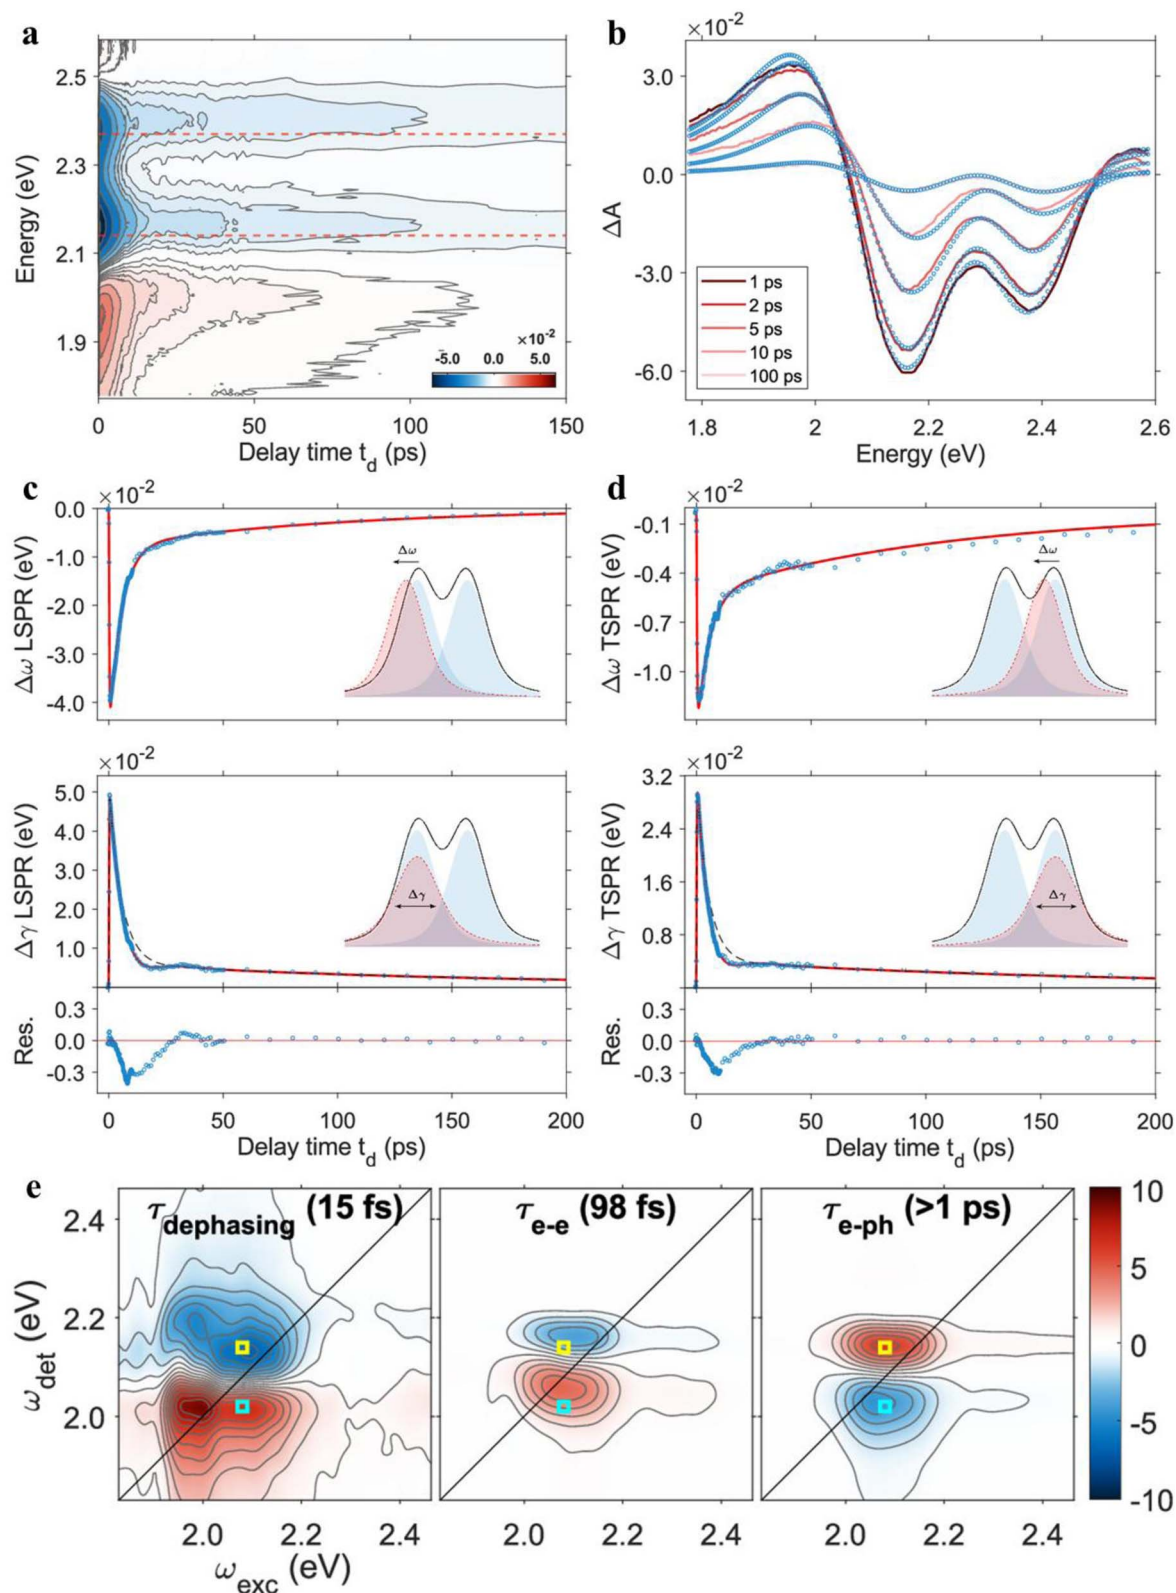 a
2.5
2.3
2.1
1.9
Energy (eV)
×10-2
-5.0 0.0 5.0
0 50 100 150
Delay time td (ps)
b
×10-2
3.0
0.0
-3.0
-6.0
ΔA
1 ps
2 ps
5 ps
10 ps
100 ps
1.8 2 2.2 2.4 2.6
Energy (eV)
c
×10-2
0.0
-1.0
-2.0
-3.0
-4.0
Δω LSPR (eV)
Δω
×10-2
5.0
4.0
3.0
2.0
1.0
Δγ LSPR (eV)
Δγ
0.3
0.0
-0.3
Res.
0 50 100 150 200
Delay time td (ps)
d
×10-2
-0.1
-0.4
-0.7
-1.0
Δω TSPR (eV)
Δω
×10-2
3.2
2.4
1.6
0.8
Δγ TSPR (eV)
Δγ
0.3
0.0
-0.3
Res.
0 50 100 150 200
Delay time td (ps)
e
τdephasing (15 fs)
τe-e (98 fs)
τe-ph (>1 ps)
2.4
2.2
2.0
ωdet (eV)
2.0 2.2 2.4
2.0 2.2 2.4
2.0 2.2 2.4
ωexc (eV)
10
5
0
-5
-10